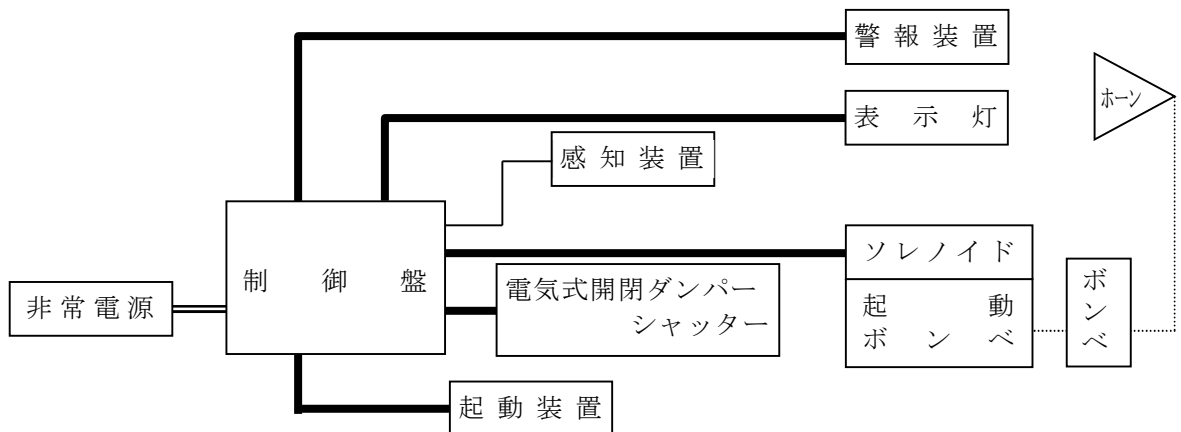 警報装置
ホーン
表示灯
感知装置
制御盤
ソレノイド
非常電源
電気式開閉ダンパー
シャッター
起動
ボンベ
ボンベ
起動装置